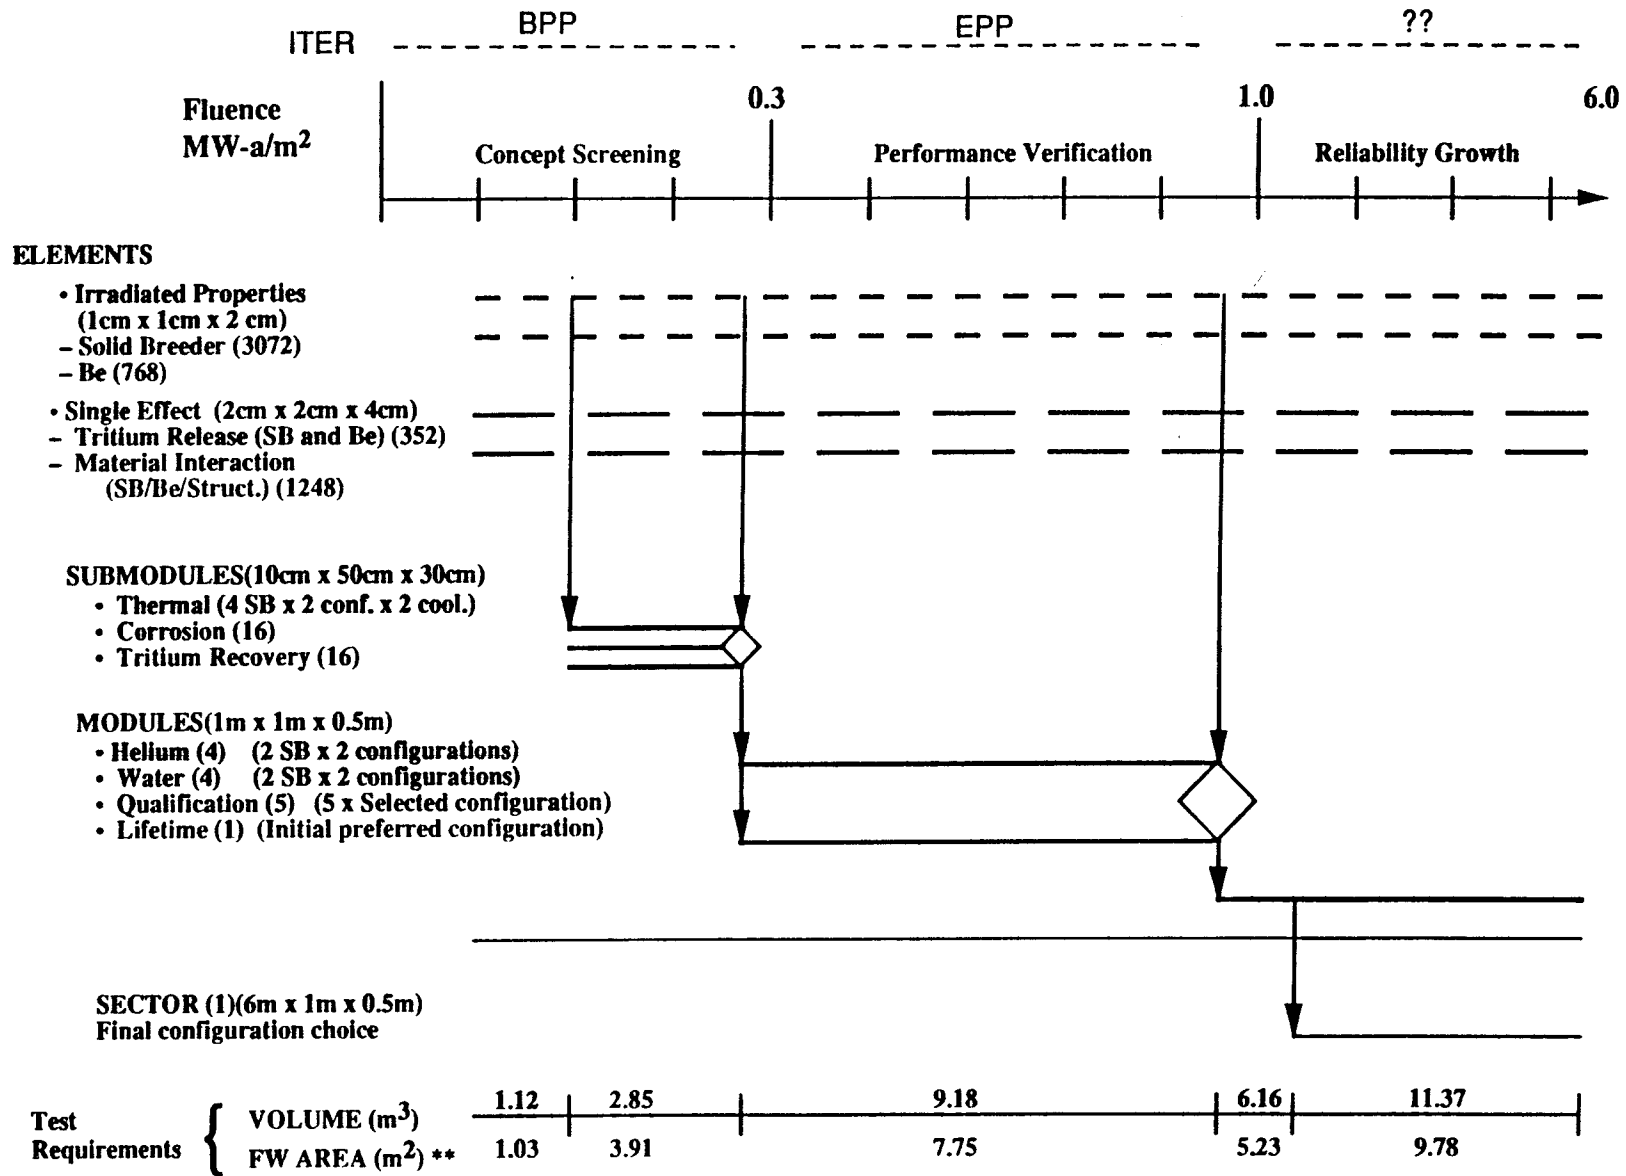 ITER BPP EPP ??
Fluence 0.3 1.0 6.0
MW-a/m²
Concept Screening Performance Verification Reliability Growth
ELEMENTS
• Irradiated Properties
(1cm x 1cm x 2 cm)
– Solid Breeder (3072)
– Be (768)
• Single Effect (2cm x 2cm x 4cm)
– Tritium Release (SB and Be) (352)
– Material Interaction
(SB/Be/Struct.) (1248)
SUBMODULES(10cm x 50cm x 30cm)
• Thermal (4 SB x 2 conf. x 2 cool.)
• Corrosion (16)
• Tritium Recovery (16)
MODULES(1m x 1m x 0.5m)
• Helium (4) (2 SB x 2 configurations)
• Water (4) (2 SB x 2 configurations)
• Qualification (5) (5 x Selected configuration)
• Lifetime (1) (Initial preferred configuration)
SECTOR (1)(6m x 1m x 0.5m)
Final configuration choice
Test
Requirements
{
VOLUME (m³) 1.12 2.85 9.18 6.16 11.37
FW AREA (m²) ** 1.03 3.91 7.75 5.23 9.78